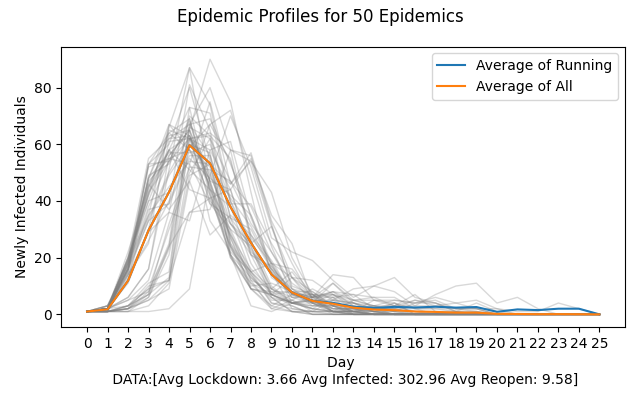 Epidemic Profiles for 50 Epidemics
Average of Running
Average of All
Newly Infected Individuals
80
60
40
20
0
0 1 2 3 4 5 6 7 8 9 10 11 12 13 14 15 16 17 18 19 20 21 22 23 24 25
Day
DATA:[Avg Lockdown: 3.66 Avg Infected: 302.96 Avg Reopen: 9.58]